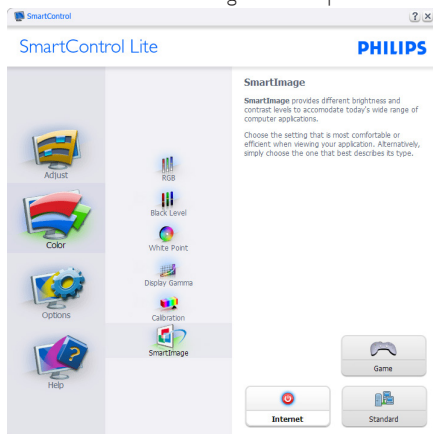 SmartControl
SmartControl Lite
PHILIPS
Adjust
Color
Options
Help
RGB
Black Level
White Point
Display Gamma
Calibration
SmartImage
SmartImage
SmartImage provides different brightness and
contrast levels to accomodate today's wide range of
computer applications.
Choose the setting that is most comfortable or
efficient when viewing your application. Alternatively,
simply choose the one that best describes its type.
Game
Internet
Standard